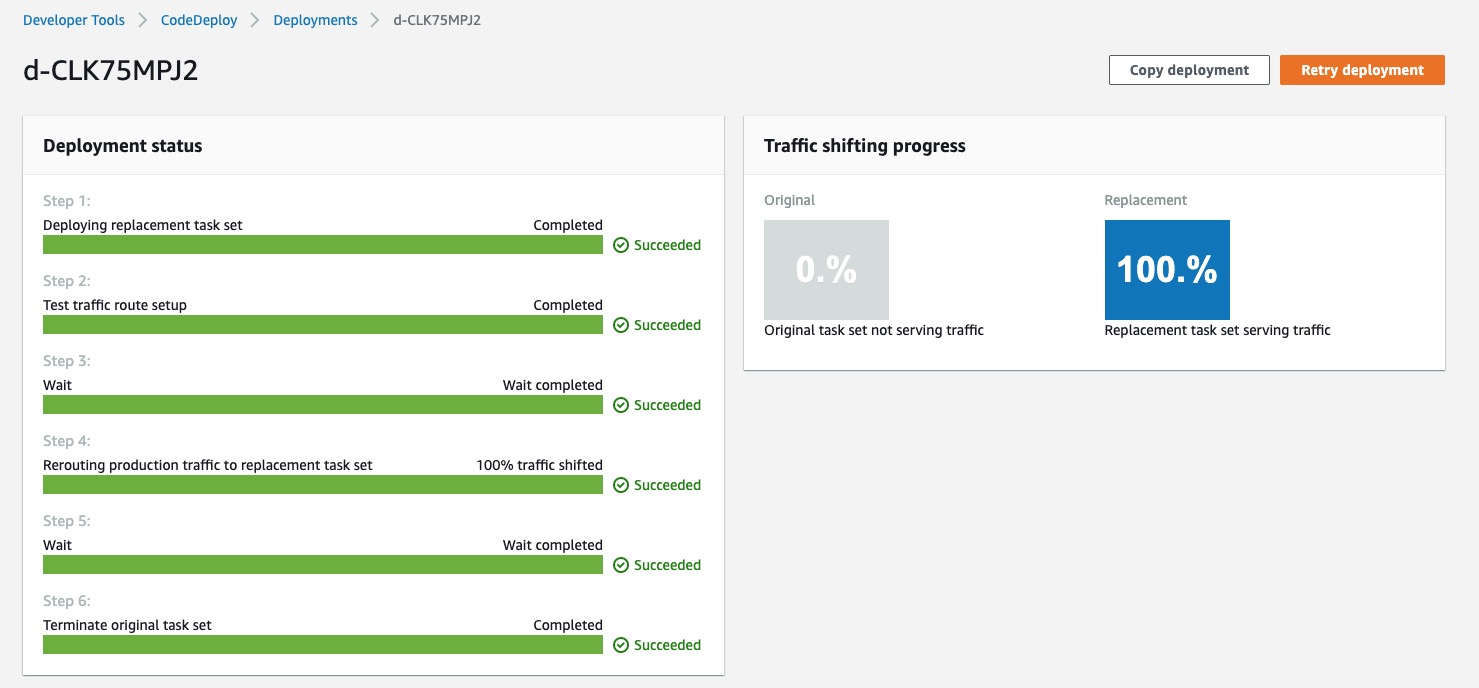 Developer Tools > CodeDeploy > Deployments > d-CLK75MPJ2
d-CLK75MPJ2
Copy deployment
Retry deployment
Deployment status
Step 1:
Deploying replacement task set Completed
Succeeded
Step 2:
Test traffic route setup Completed
Succeeded
Step 3:
Wait Wait completed
Succeeded
Step 4:
Rerouting production traffic to replacement task set 100% traffic shifted
Succeeded
Step 5:
Wait Wait completed
Succeeded
Step 6:
Terminate original task set Completed
Succeeded
Traffic shifting progress
Original
0.%
Original task set not serving traffic
Replacement
100.%
Replacement task set serving traffic